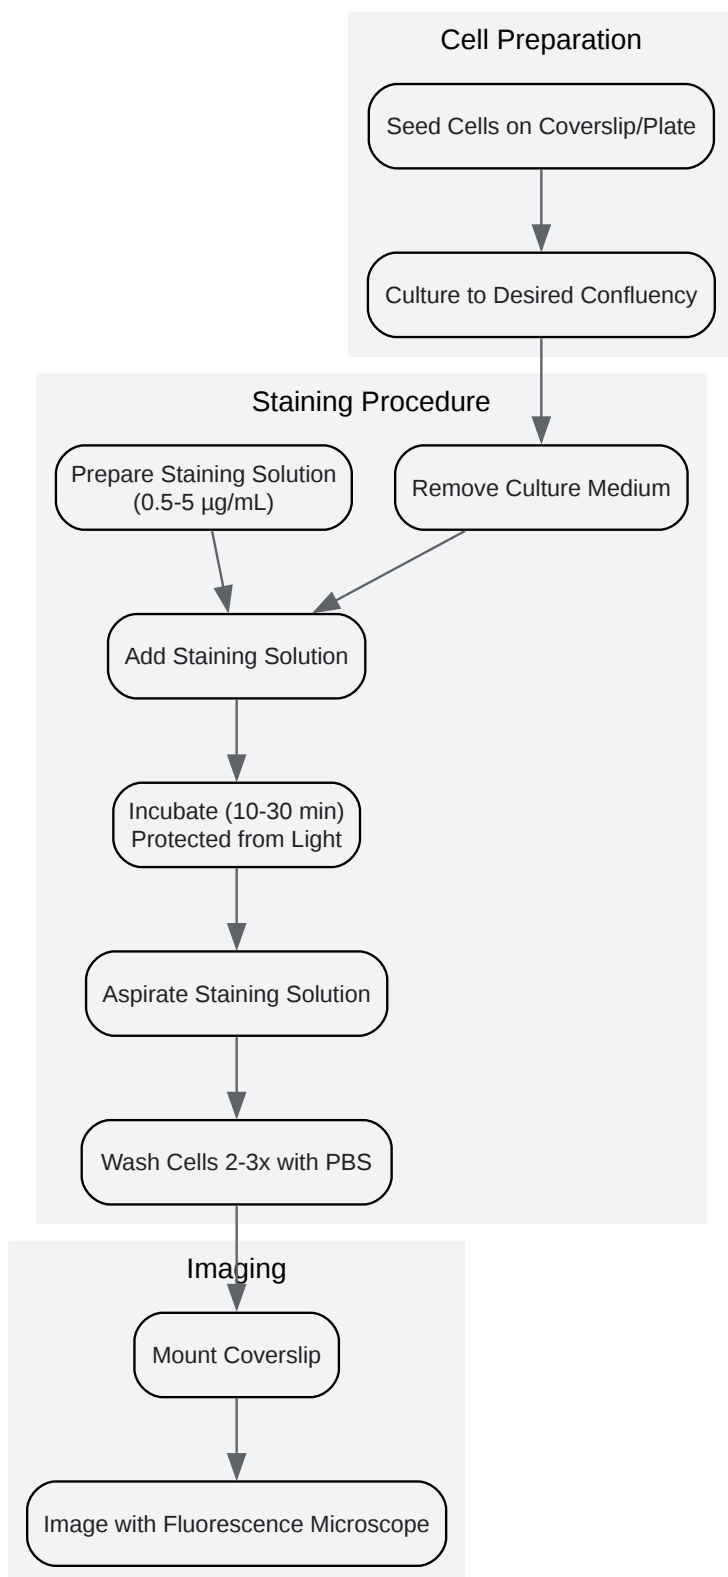 Cell Preparation
Seed Cells on Coverslip/Plate
Culture to Desired Confluency
Staining Procedure
Prepare Staining Solution
(0.5-5 µg/mL)
Remove Culture Medium
Add Staining Solution
Incubate (10-30 min)
Protected from Light
Aspirate Staining Solution
Wash Cells 2-3x with PBS
Imaging
Mount Coverslip
Image with Fluorescence Microscope